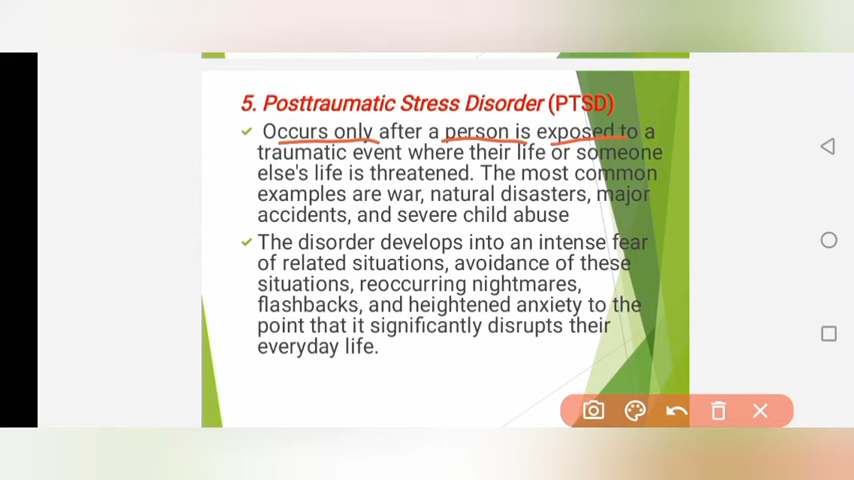 5. Posttraumatic Stress Disorder (PTSD)
Occurs only after a person is exposed to a
traumatic event where their life or someone
else's life is threatened. The most common
examples are war, natural disasters, major
accidents, and severe child abuse
The disorder develops into an intense fear
of related situations, avoidance of these
situations, reoccurring nightmares,
flashbacks, and heightened anxiety to the
point that it significantly disrupts their
everyday life.